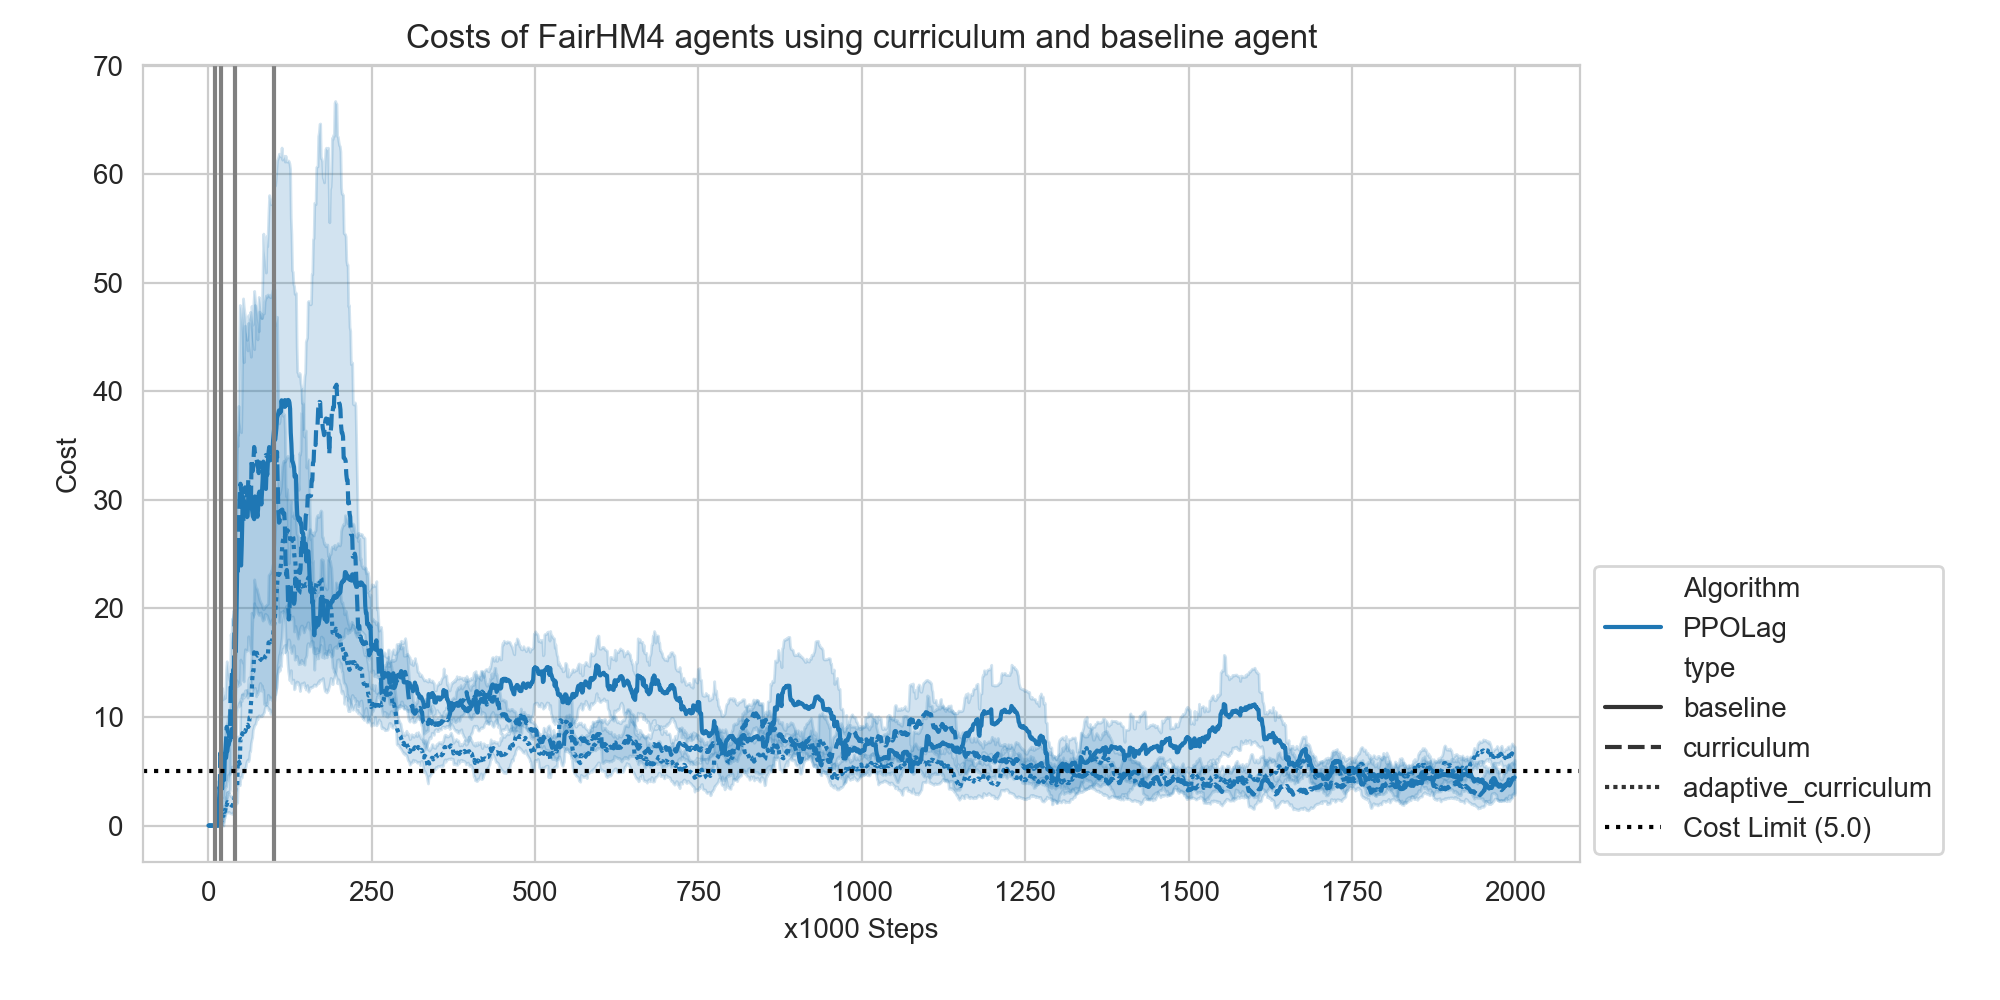 Costs of FairHM4 agents using curriculum and baseline agent
70
60
50
40
30
20
10
0
Cost
0 250 500 750 1000 1250 1500 1750 2000
x1000 Steps
Algorithm
PPOLag
type
baseline
curriculum
adaptive_curriculum
Cost Limit (5.0)